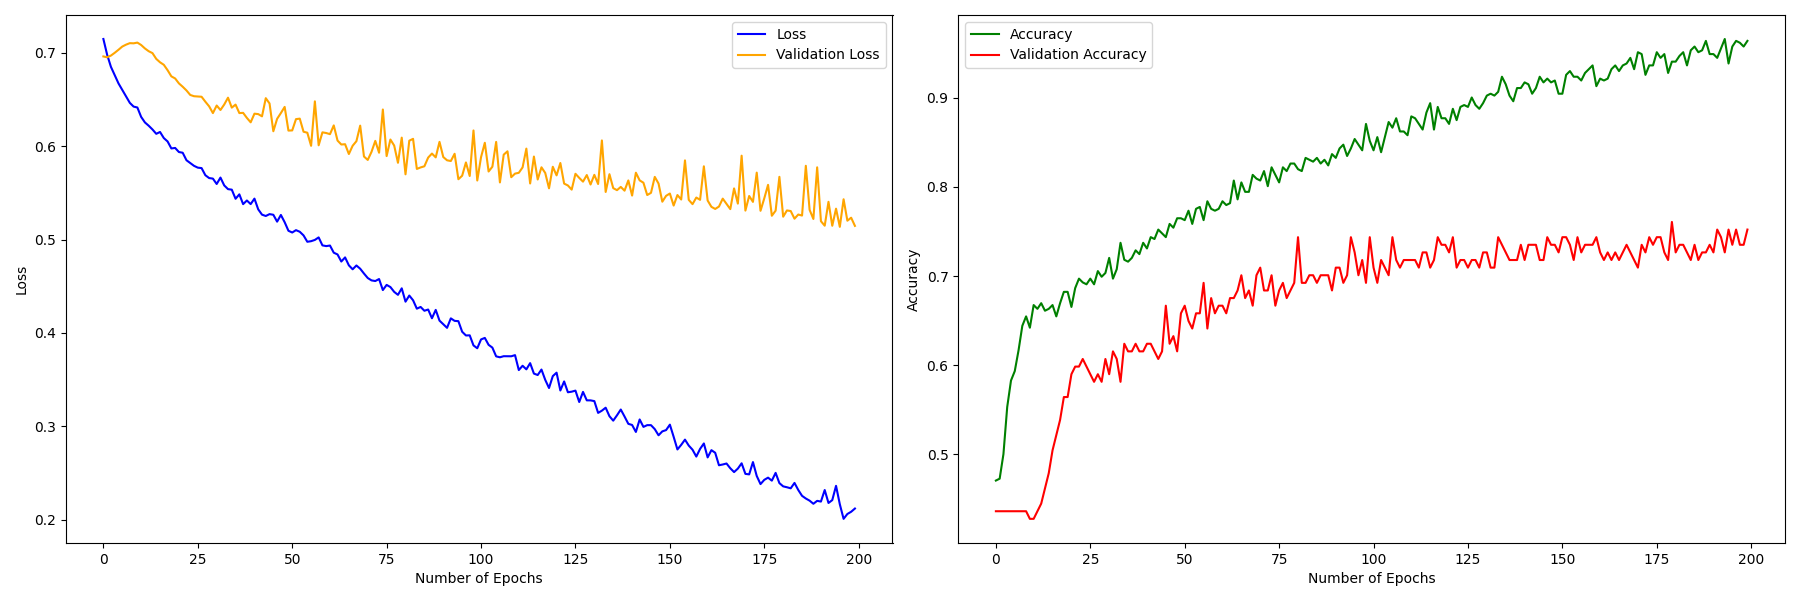 Loss
Validation Loss
0.7
0.6
0.5
0.4
0.3
0.2
Loss
0 25 50 75 100 125 150 175 200
Number of Epochs
Accuracy
Validation Accuracy
0.9
0.8
0.7
0.6
0.5
Accuracy
0 25 50 75 100 125 150 175 200
Number of Epochs